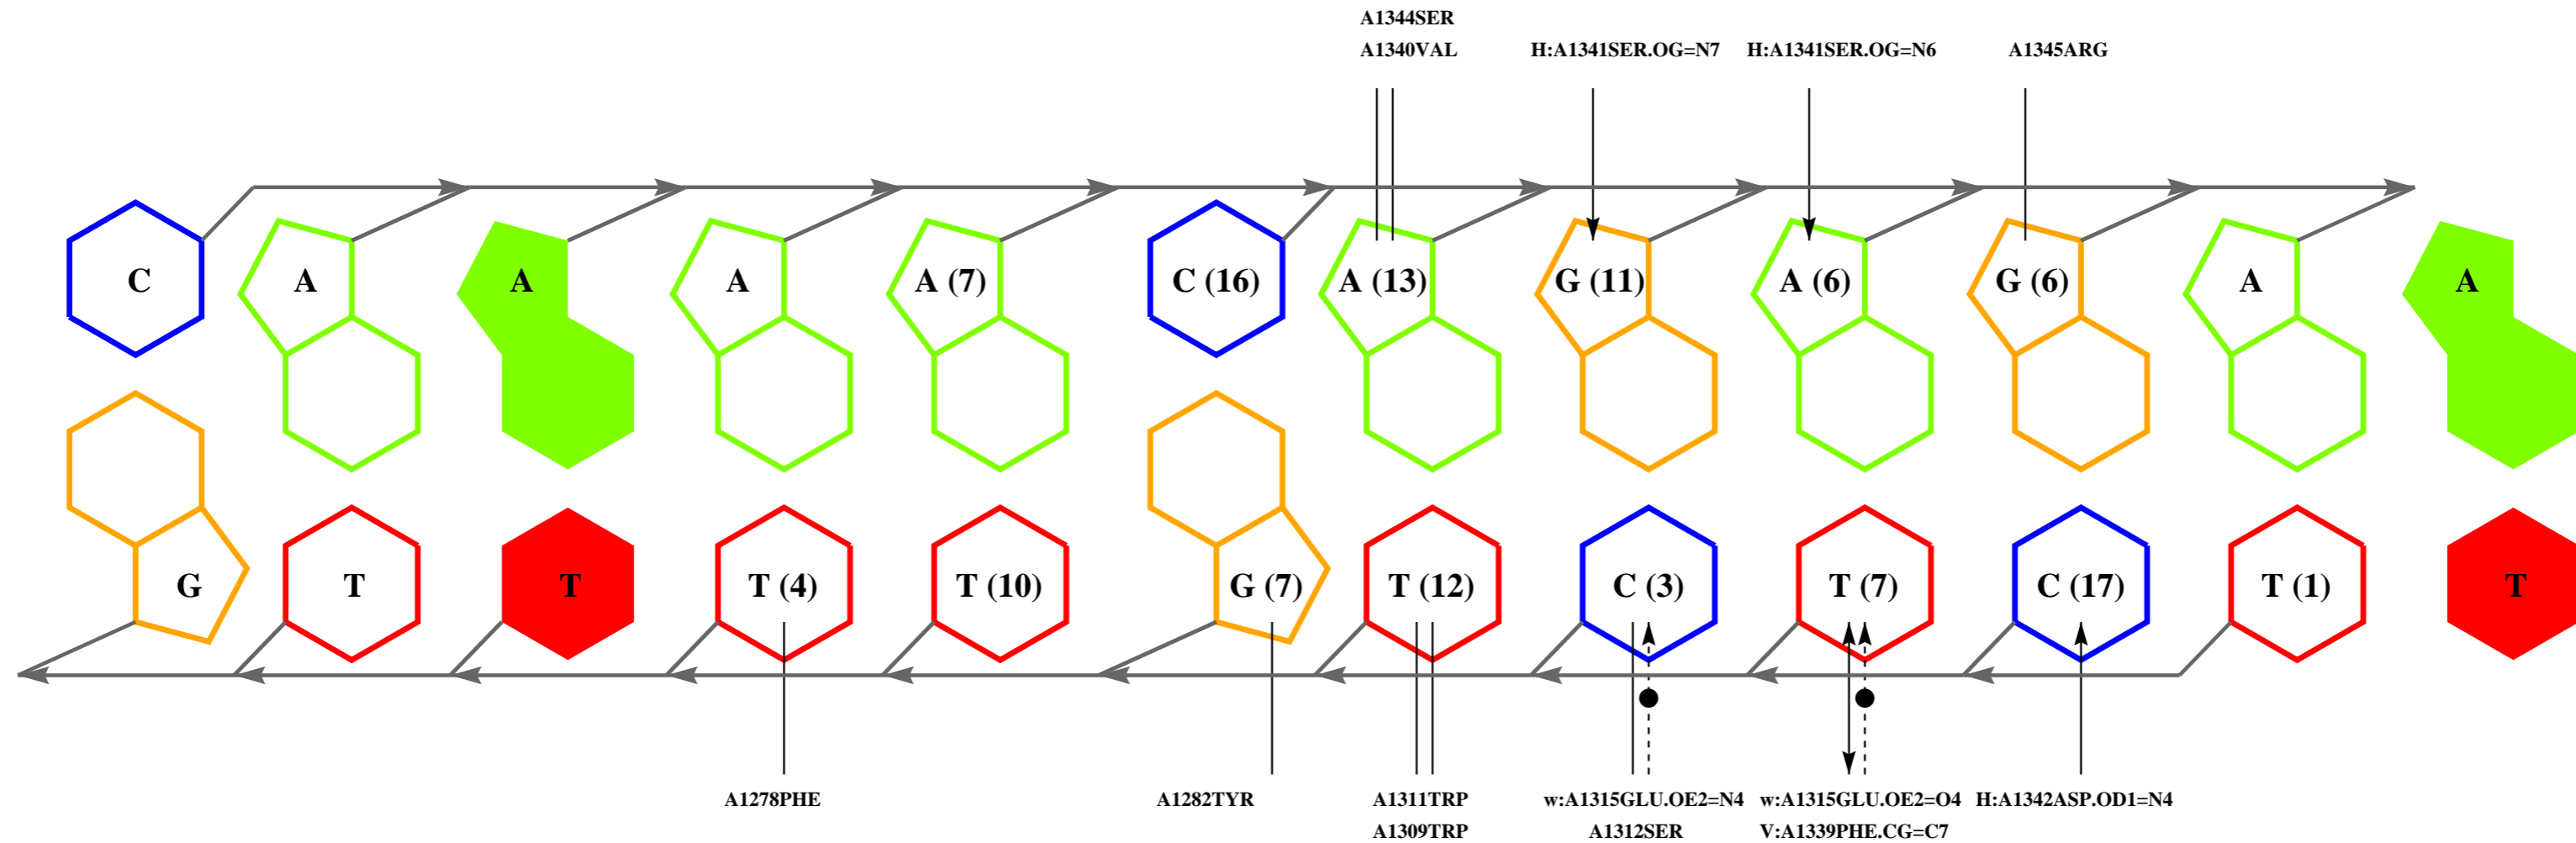 A1344SER
A1340VAL H:A1341SER.OG=N7 H:A1341SER.OG=N6 A1345ARG
C A A A A (7) C (16) A (13) G (11) A (6) G (6) A A
G T T T (4) T (10) G (7) T (12) C (3) T (7) C (17) T (1) T
A1278PHE A1282TYR A1311TRP w:A1315GLU.OE2=N4 w:A1315GLU.OE2=O4 H:A1342ASP.OD1=N4
A1309TRP A1312SER V:A1339PHE.CG=C7